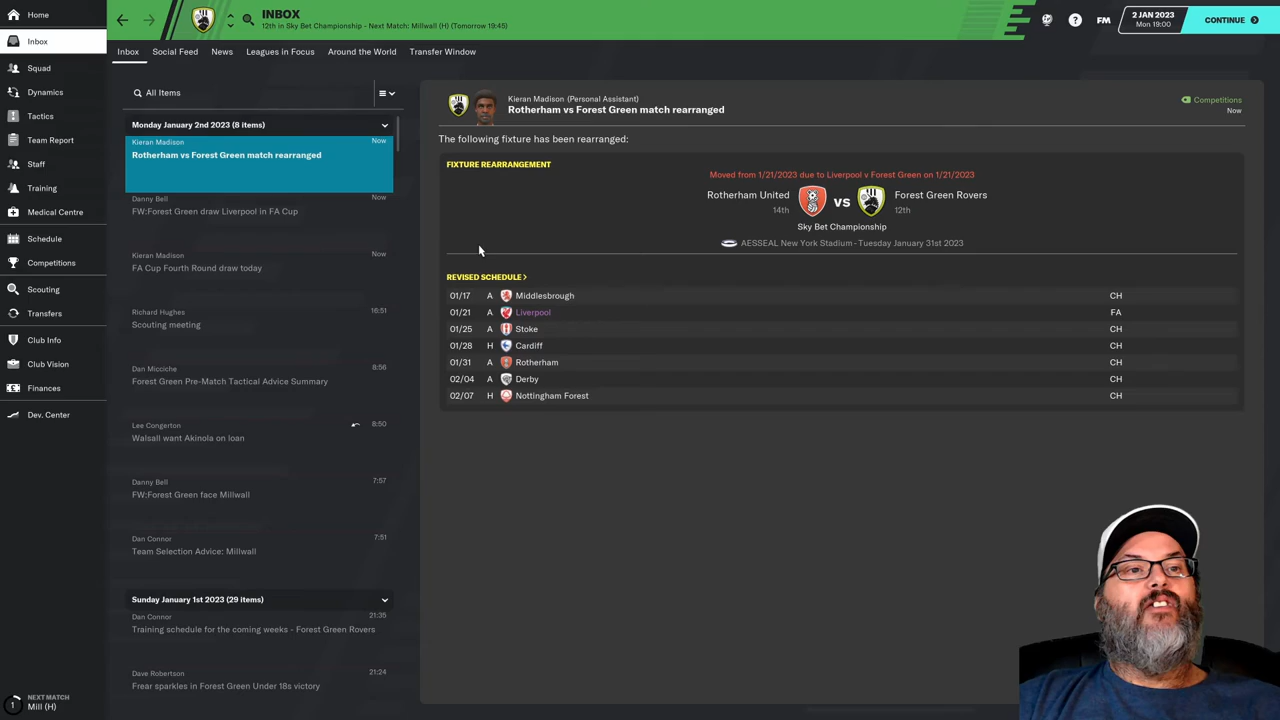 Home
Inbox
Squad
Dynamics
Tactics
Team Report
Staff
Training
Medical Centre
Schedule
Competitions
Scouting
Transfers
Club Info
Club Vision
Finances
Dev. Center
1
NEXT MATCH
Mill (H)
INBOX
12th in Sky Bet Championship - Next Match: Millwall (H) (Tomorrow 19:45)
?
FM
2 JAN 2023
Mon 19:00
CONTINUE
Inbox
Social Feed
News
Leagues in Focus
Around the World
Transfer Window
All Items
Monday January 2nd 2023 (8 items)
Kieran Madison
Now
Rotherham vs Forest Green match rearranged
Danny Bell
Now
FW:Forest Green draw Liverpool in FA Cup
Kieran Madison
Now
FA Cup Fourth Round draw today
Richard Hughes
16:51
Scouting meeting
Dan Micciche
8:56
Forest Green Pre-Match Tactical Advice Summary
Lee Congerton
8:50
Walsall want Akinola on loan
Danny Bell
7:57
FW:Forest Green face Millwall
Dan Connor
7:51
Team Selection Advice: Millwall
Sunday January 1st 2023 (29 items)
Dan Connor
21:35
Training schedule for the coming weeks - Forest Green Rovers
Dave Robertson
21:24
Frear sparkles in Forest Green Under 18s victory
Kieran Madison (Personal Assistant)
Rotherham vs Forest Green match rearranged
Competitions
Now
The following fixture has been rearranged:
FIXTURE REARRANGEMENT
Moved from 1/21/2023 due to Liverpool v Forest Green on 1/21/2023
Rotherham United
14th
vs
Forest Green Rovers
12th
Sky Bet Championship
AESSEAL New York Stadium - Tuesday January 31st 2023
REVISED SCHEDULE >
01/17 A Middlesbrough CH
01/21 A Liverpool FA
01/25 A Stoke CH
01/28 H Cardiff CH
01/31 A Rotherham CH
02/04 A Derby CH
02/07 H Nottingham Forest CH